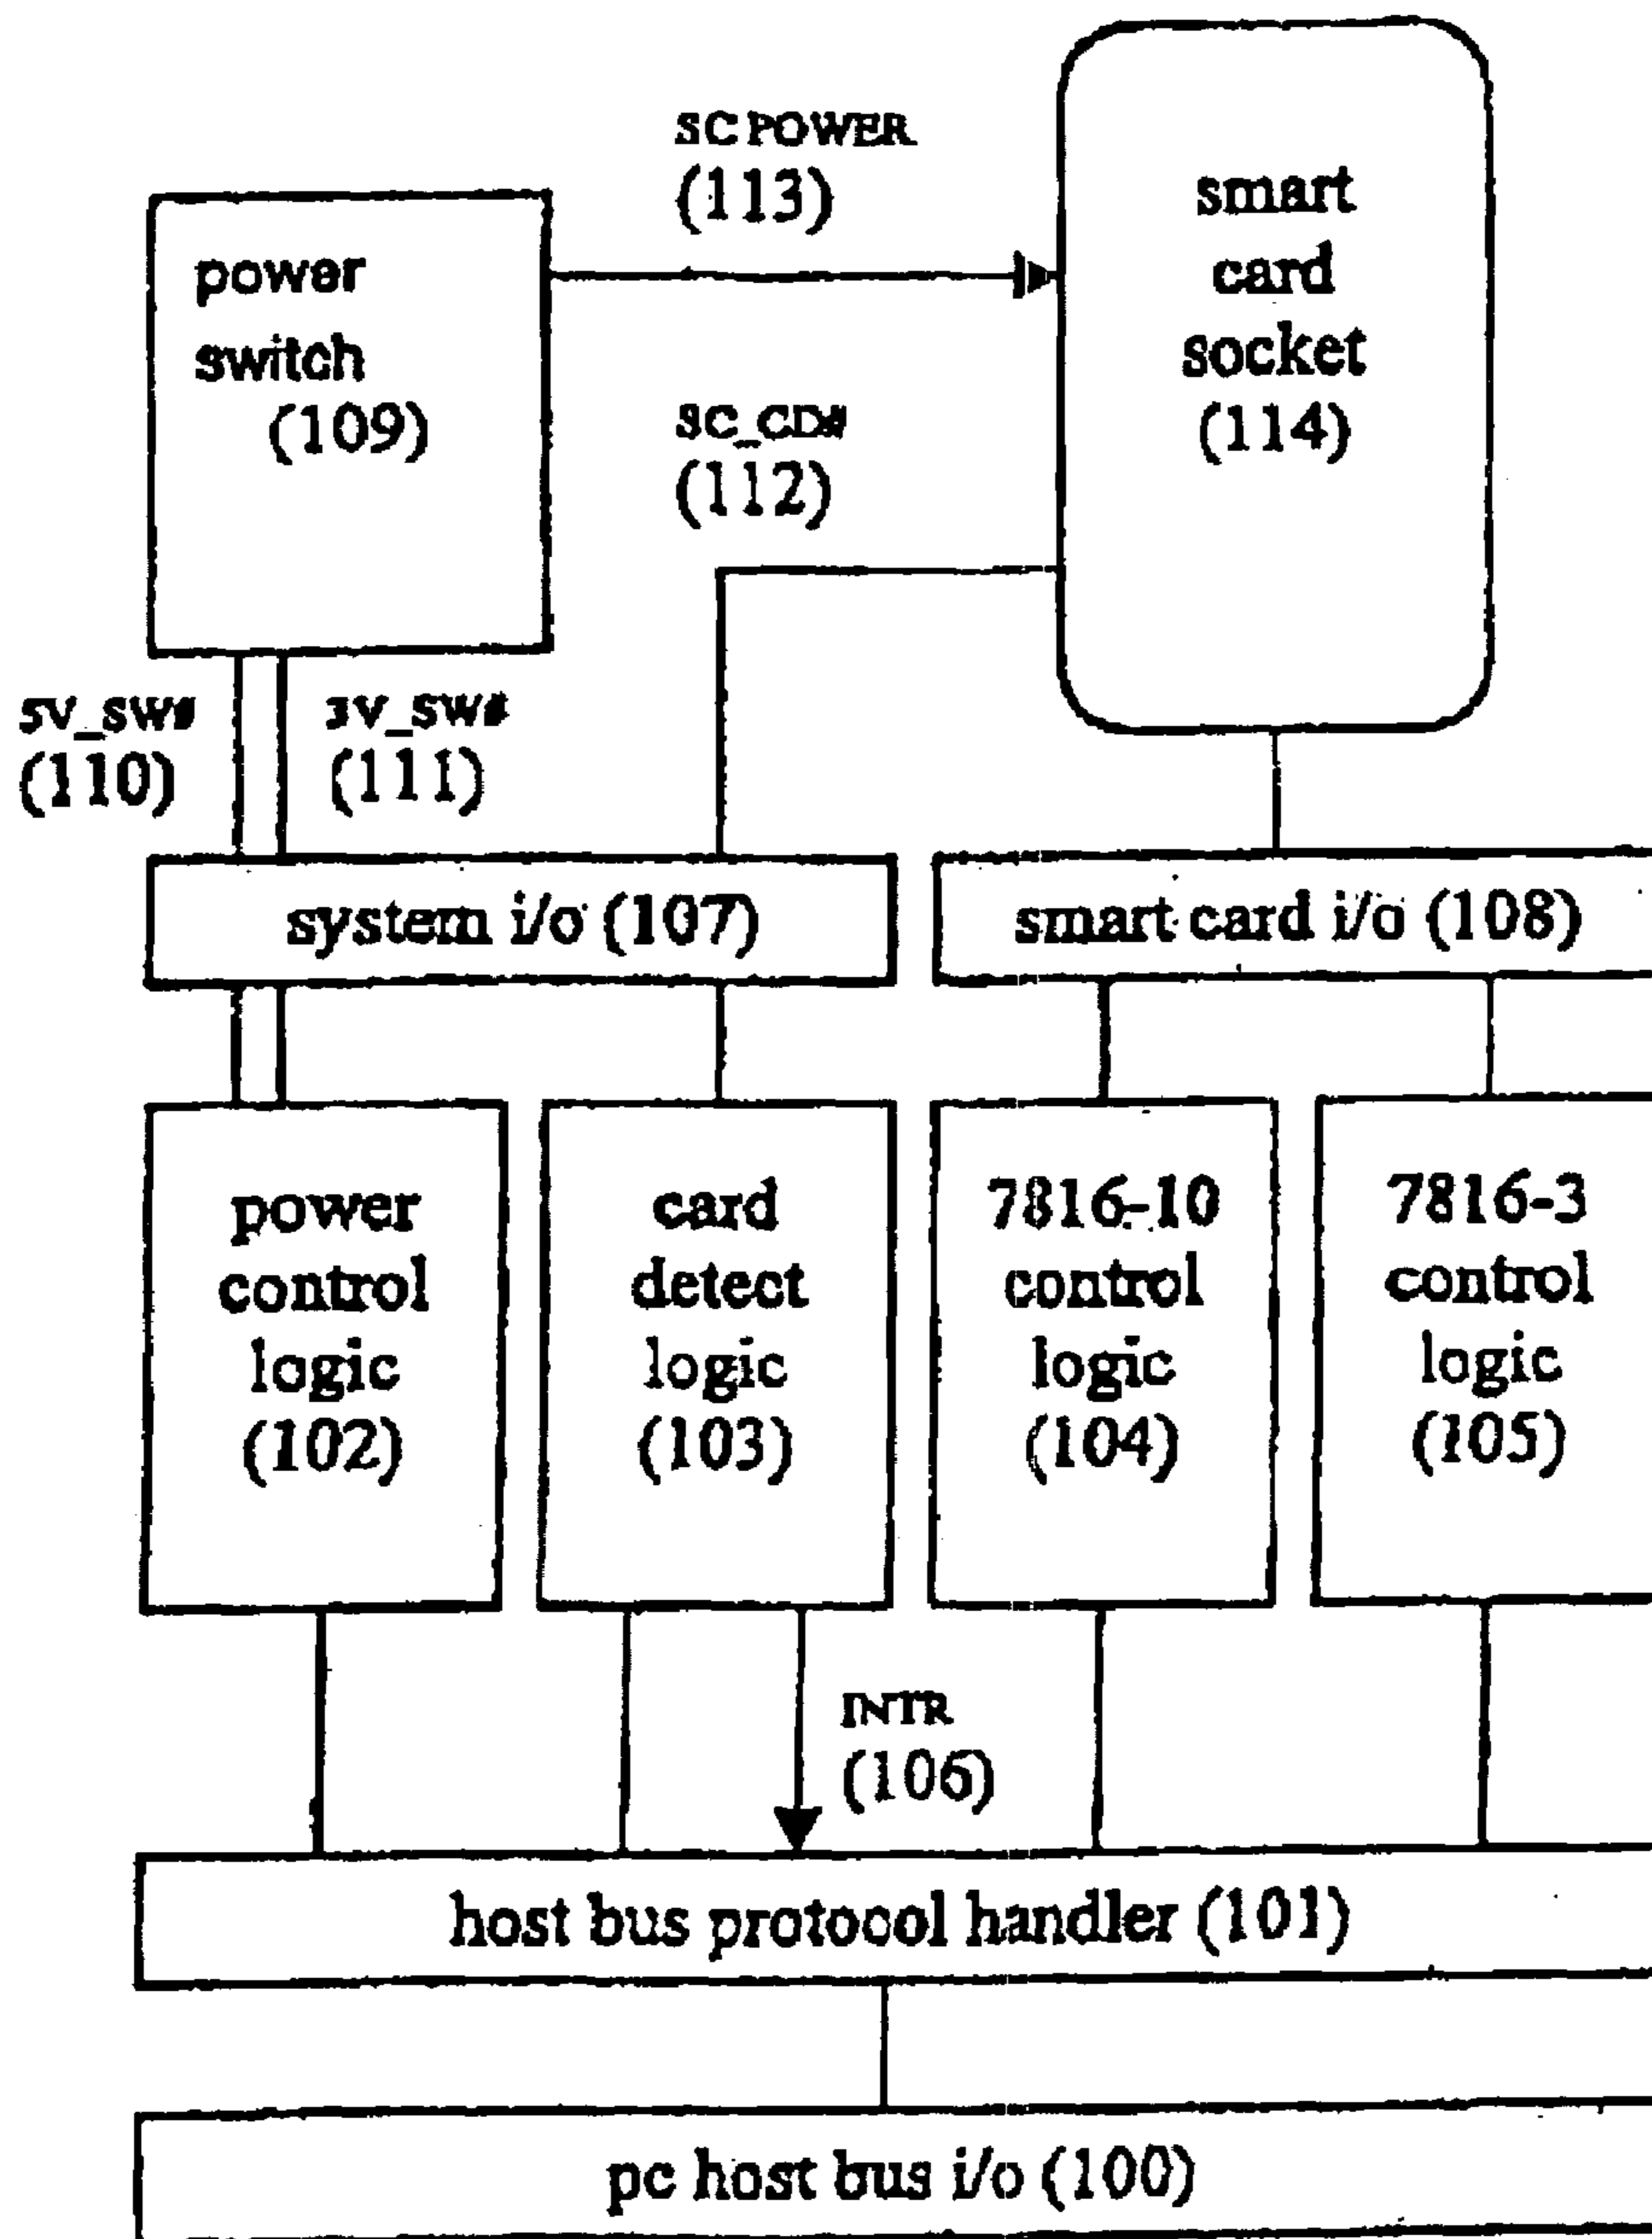 SC POWER
(113)
smart
card
socket
(114)
power
switch
(109)
SC_CD#
(112)
5V_SW#
(110)
3V_SW#
(111)
system i/o (107)
smart card i/o (108)
power
control
logic
(102)
card
detect
logic
(103)
7816-10
control
logic
(104)
7816-3
control
logic
(105)
INTR
(106)
host bus protocol handler (101)
pc host bus i/o (100)